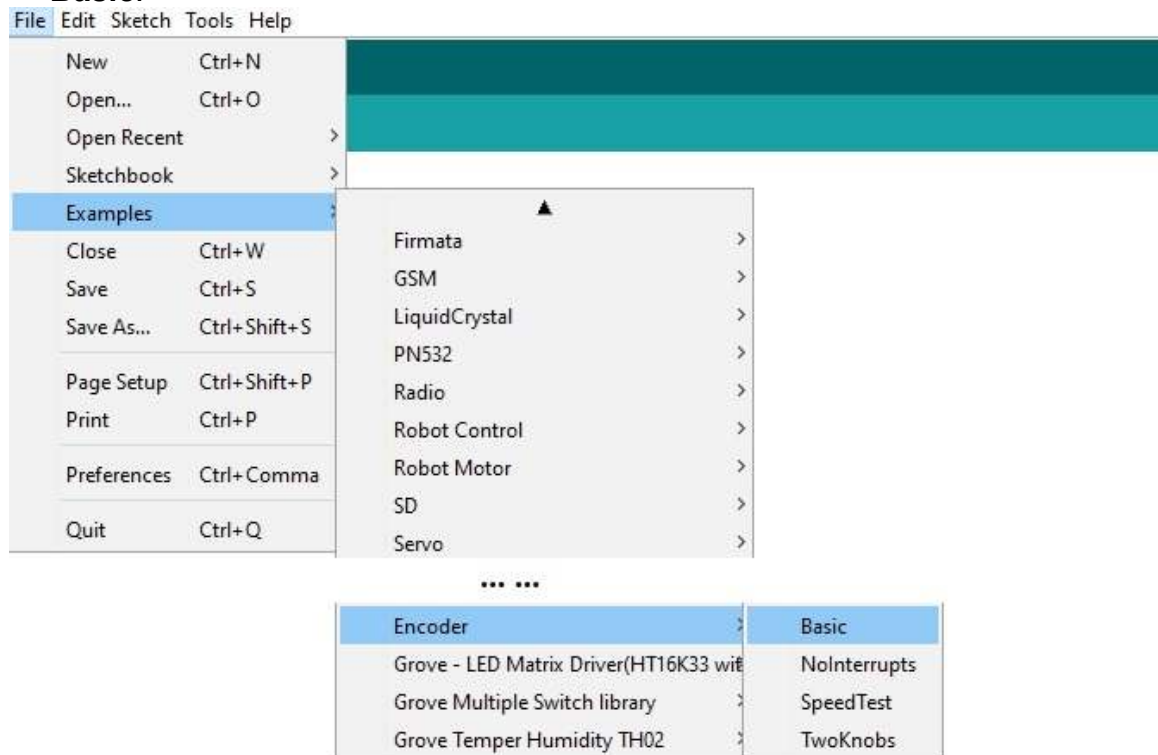 File Edit Sketch Tools Help
New Ctrl+N
Open... Ctrl+O
Open Recent >
Sketchbook >
Examples
Close Ctrl+W
Save Ctrl+S
Save As... Ctrl+Shift+S
Page Setup Ctrl+Shift+P
Print Ctrl+P
Preferences Ctrl+Comma
Quit Ctrl+Q
▲
Firmata >
GSM >
LiquidCrystal >
PN532 >
Radio >
Robot Control >
Robot Motor >
SD >
Servo >
... ...
Encoder
Grove - LED Matrix Driver(HT16K33 wit
Grove Multiple Switch library
Grove Temper Humidity TH02
Basic
NoInterrupts
SpeedTest
TwoKnobs